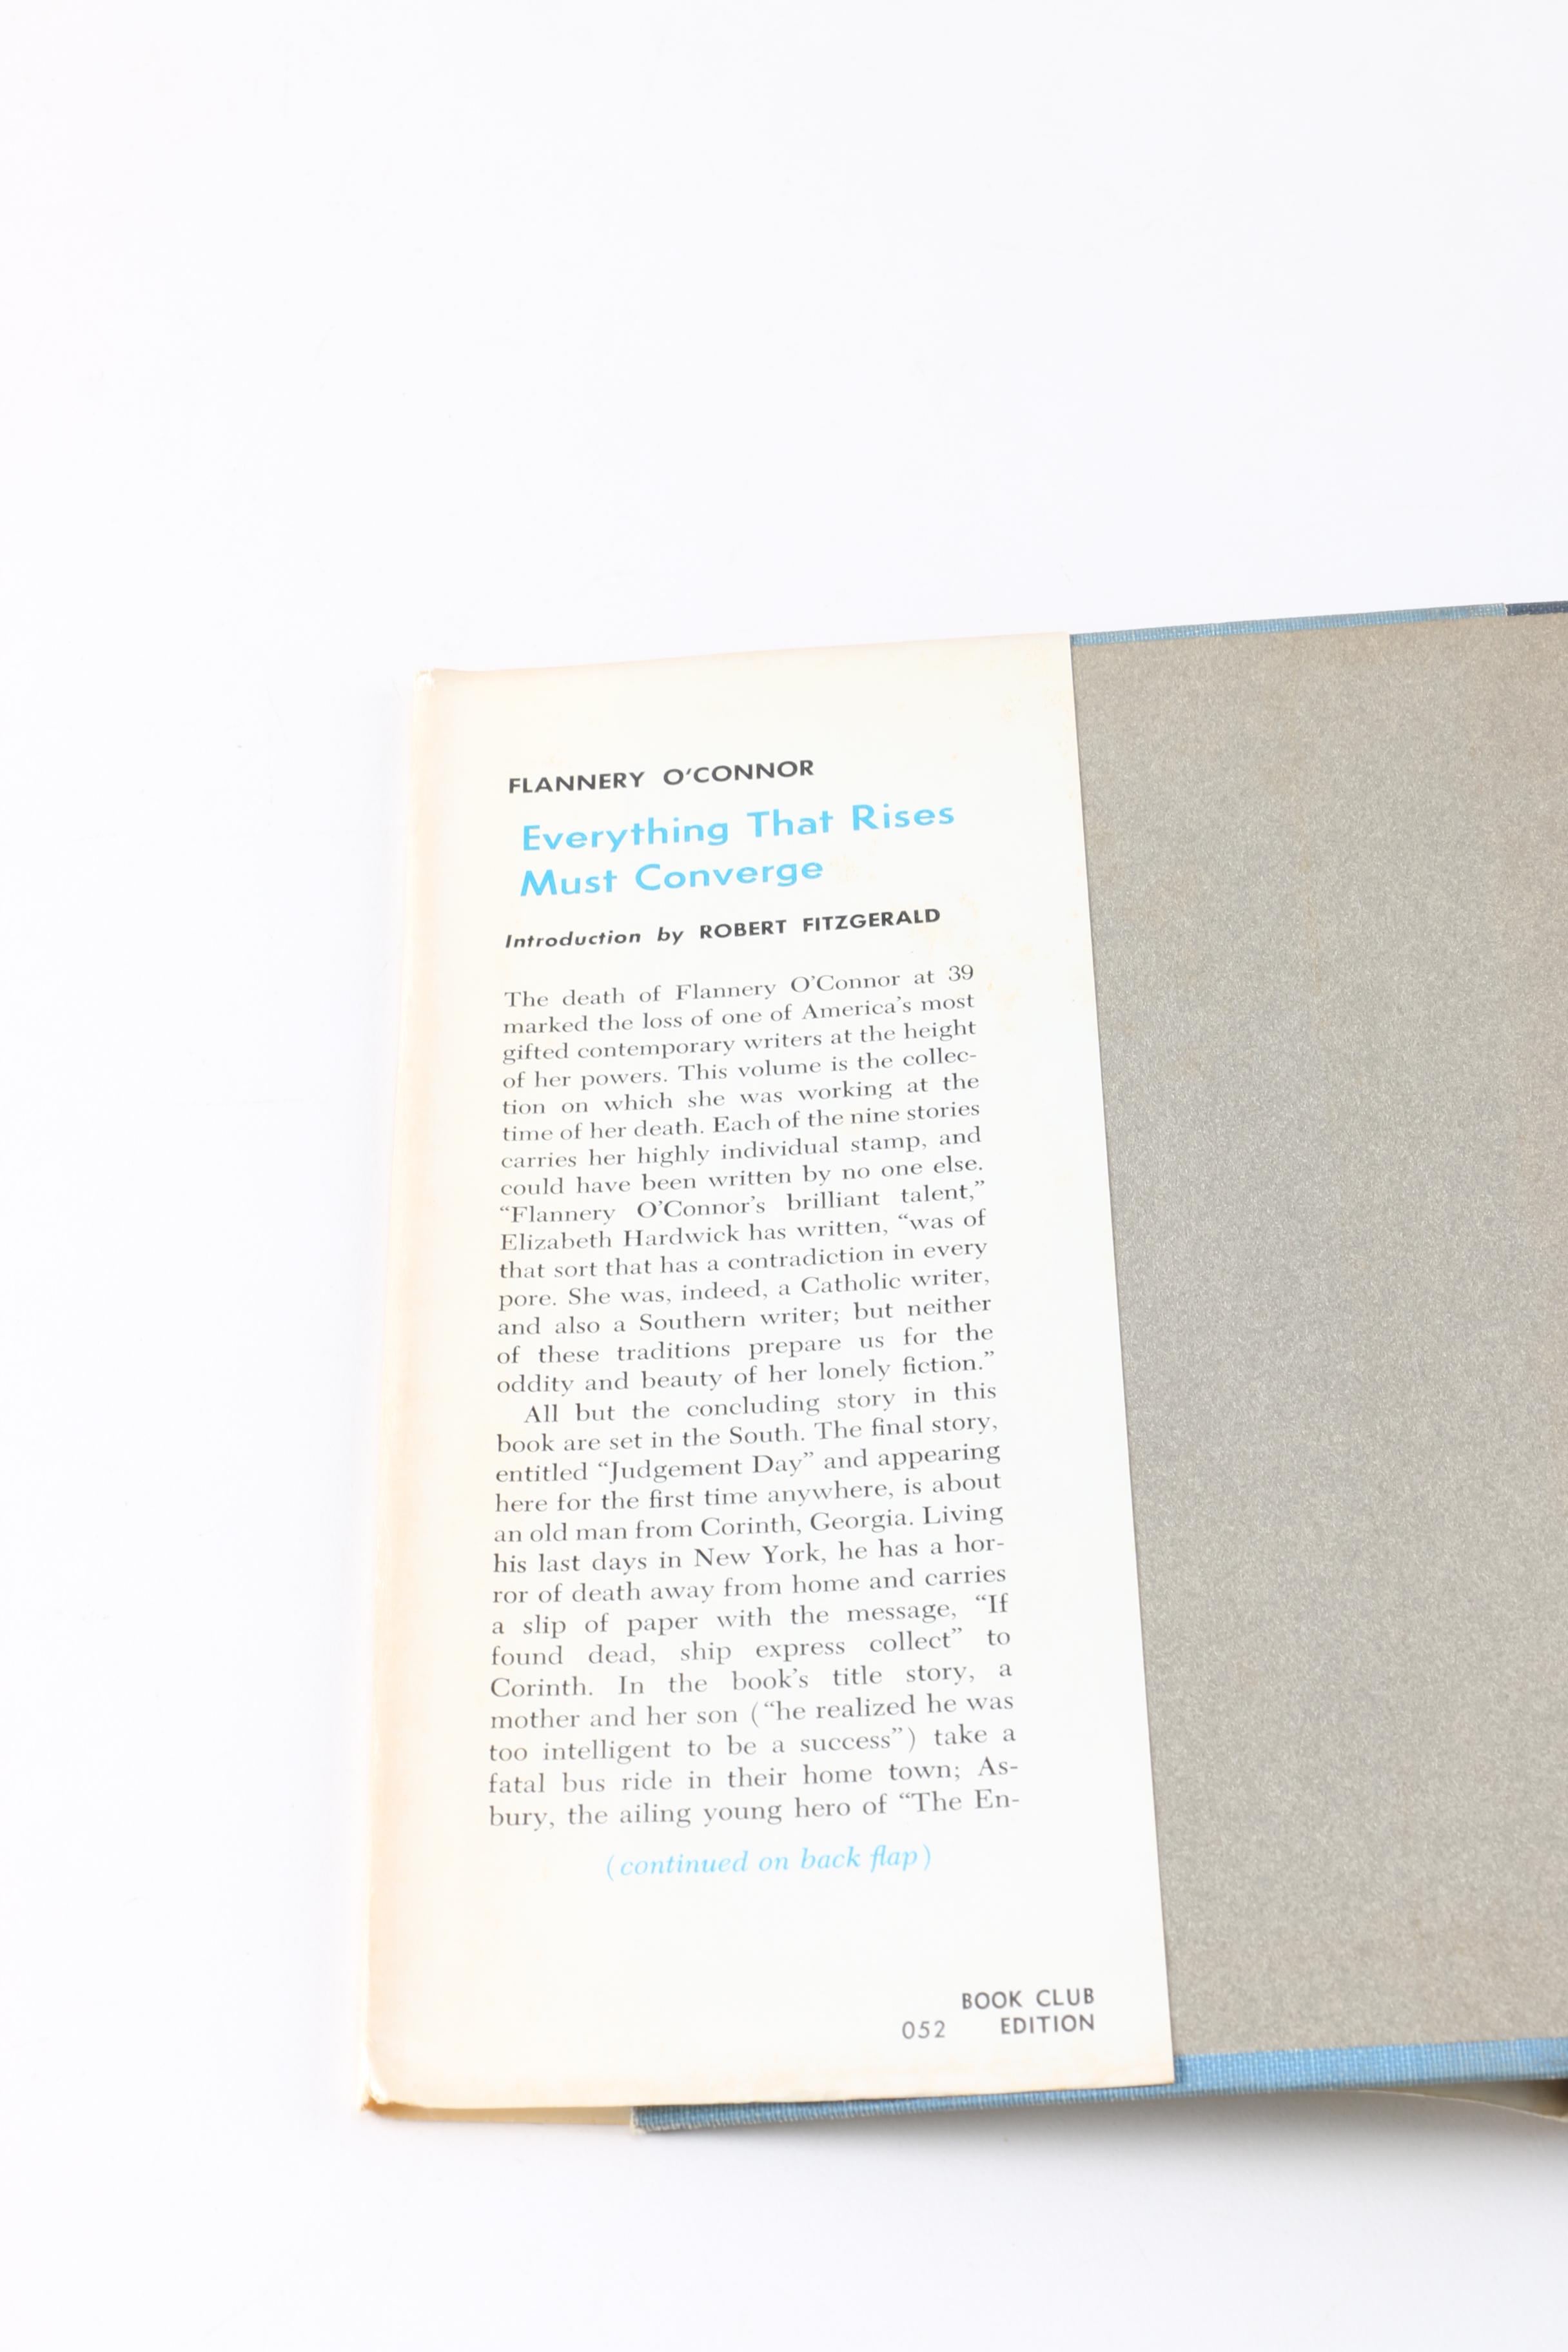 FLANNERY O'CONNOR
Everything That Rises
Must Converge
Introduction by ROBERT FITZGERALD
The death of Flannery O'Connor at 39
marked the loss of one of America's most
gifted contemporary writers at the height
of her powers. This volume is the collec-
tion on which she was working at the
time of her death. Each of the nine stories
carries her highly individual stamp, and
could have been written by no one else.
“Flannery O'Connor's brilliant talent,”
Elizabeth Hardwick has written, “was of
that sort that has a contradiction in every
pore. She was, indeed, a Catholic writer,
and also a Southern writer; but neither
of these traditions prepare us for the
oddity and beauty of her lonely fiction.”
All but the concluding story in this
book are set in the South. The final story,
entitled “Judgement Day” and appearing
here for the first time anywhere, is about
an old man from Corinth, Georgia. Living
his last days in New York, he has a hor-
ror of death away from home and carries
a slip of paper with the message, “If
found dead, ship express collect” to
Corinth. In the book's title story, a
mother and her son (“he realized he was
too intelligent to be a success”) take a
fatal bus ride in their home town; As-
bury, the ailing young hero of “The En-
(continued on back flap)
BOOK CLUB
052 EDITION